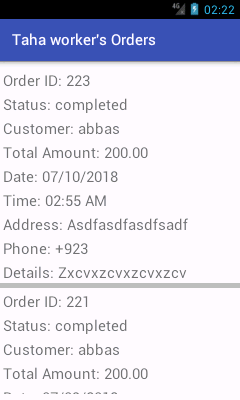 4G 02:22
Taha worker's Orders
Order ID: 223
Status: completed
Customer: abbas
Total Amount: 200.00
Date: 07/10/2018
Time: 02:55 AM
Address: Asdfasdfasdfsadf
Phone: +923
Details: Zxcvxzcvxzcvxzcv
Order ID: 221
Status: completed
Customer: abbas
Total Amount: 200.00